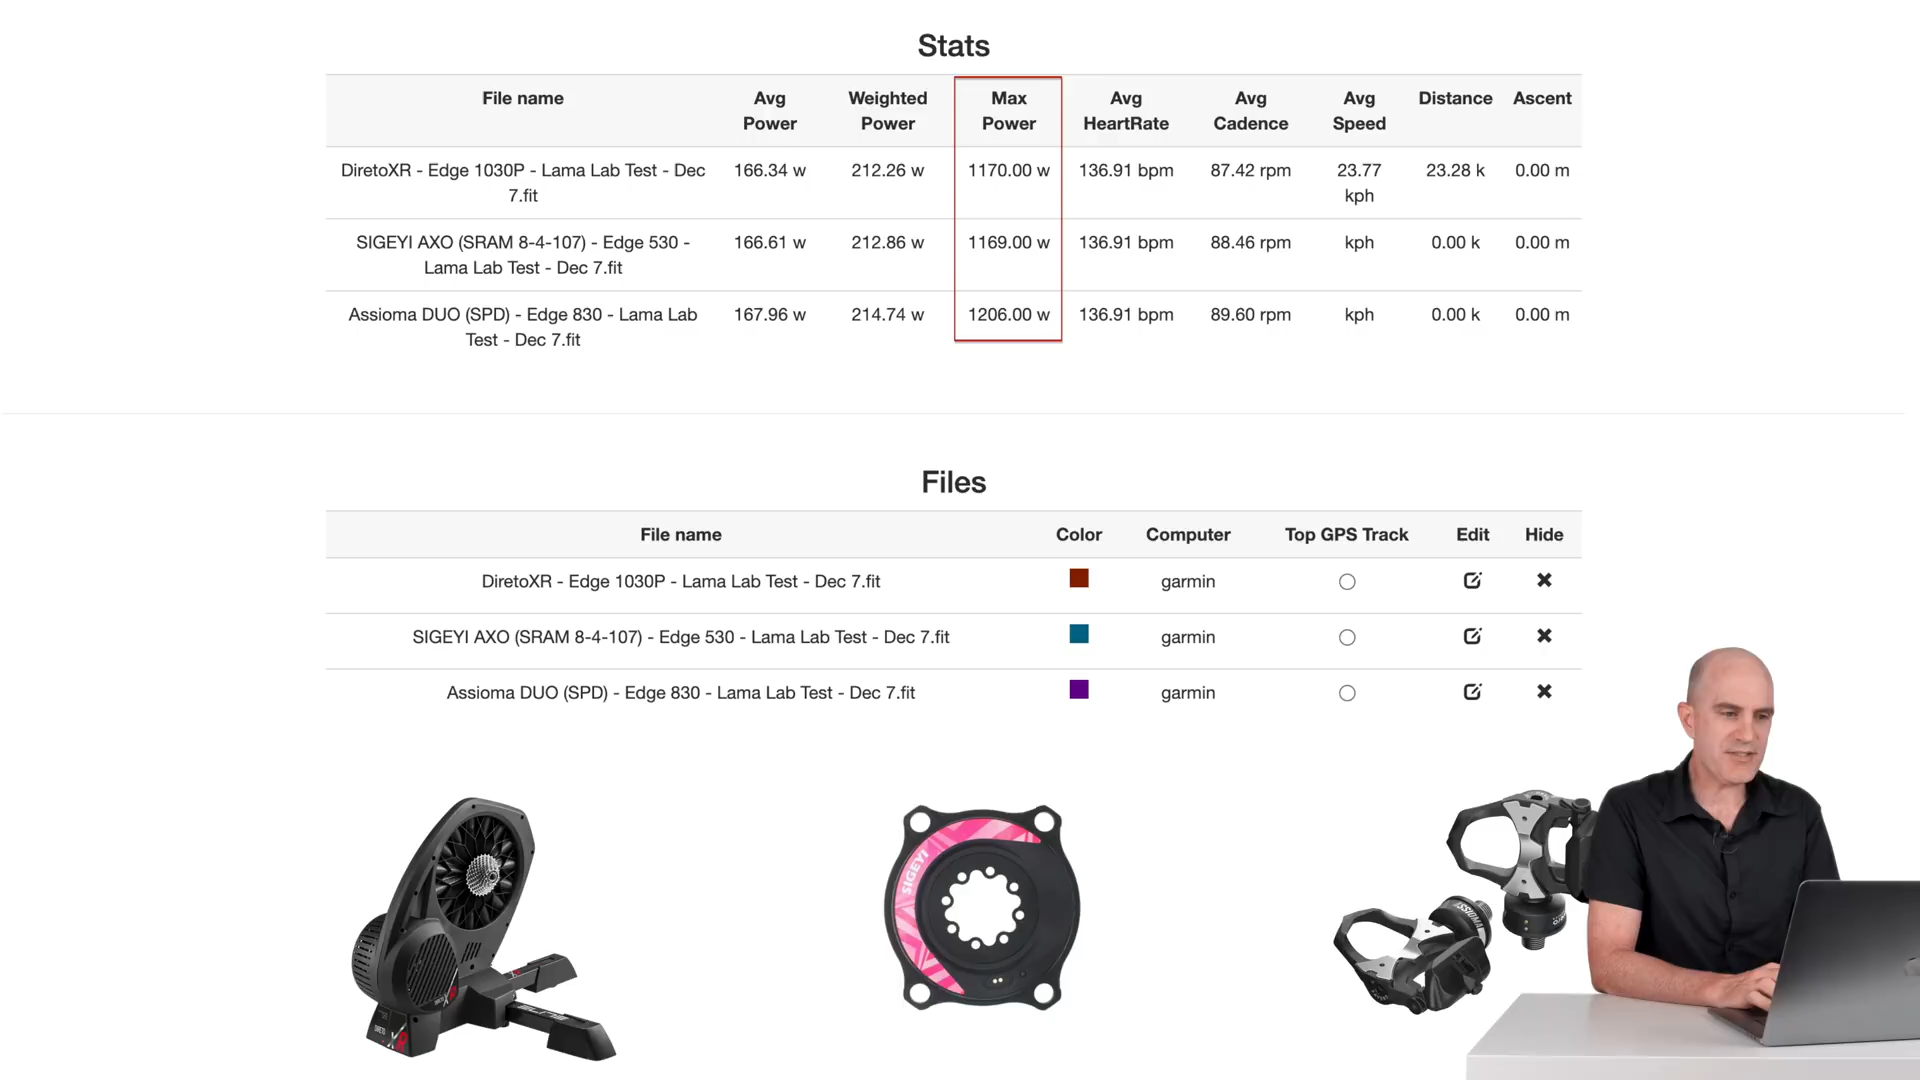 Stats
File name Avg Power Weighted Power Max Power Avg HeartRate Avg Cadence Avg Speed Distance Ascent
DiretoXR - Edge 1030P - Lama Lab Test - Dec 7.fit 166.34 w 212.26 w 1170.00 w 136.91 bpm 87.42 rpm 23.77 kph 23.28 k 0.00 m
SIGEYI AXO (SRAM 8-4-107) - Edge 530 - Lama Lab Test - Dec 7.fit 166.61 w 212.86 w 1169.00 w 136.91 bpm 88.46 rpm kph 0.00 k 0.00 m
Assioma DUO (SPD) - Edge 830 - Lama Lab Test - Dec 7.fit 167.96 w 214.74 w 1206.00 w 136.91 bpm 89.60 rpm kph 0.00 k 0.00 m
Files
File name Color Computer Top GPS Track Edit Hide
DiretoXR - Edge 1030P - Lama Lab Test - Dec 7.fit garmin
SIGEYI AXO (SRAM 8-4-107) - Edge 530 - Lama Lab Test - Dec 7.fit garmin
Assioma DUO (SPD) - Edge 830 - Lama Lab Test - Dec 7.fit garmin
SIGEYI
ASSIOMA
DIRETO XR